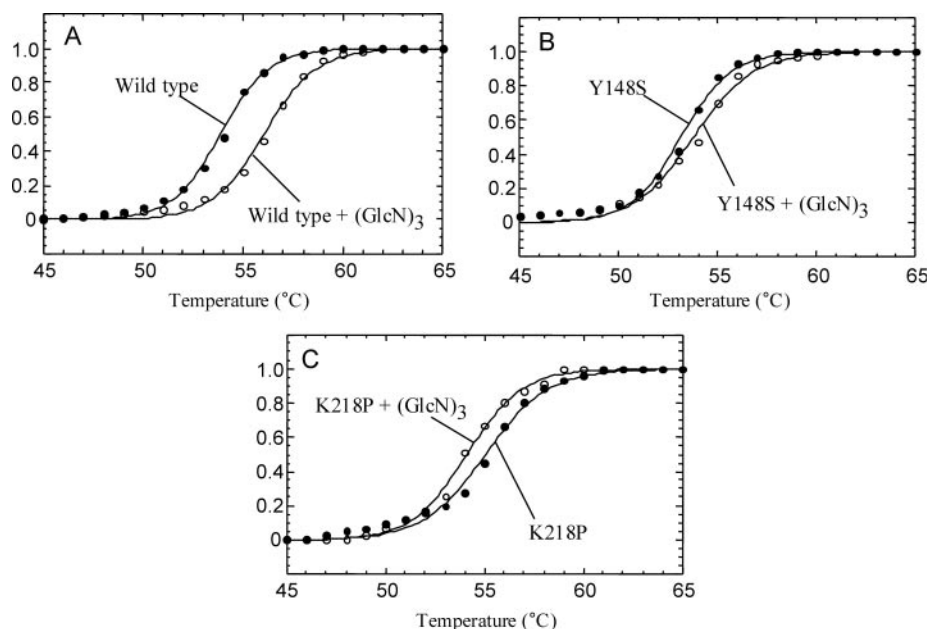 A
B
Wild type
Wild type + (GlcN)3
Y148S
Y148S + (GlcN)3
1.0
0.8
0.6
0.4
0.2
0
45 50 55 60 65
Temperature (°C)
1.0
0.8
0.6
0.4
0.2
0
45 50 55 60 65
Temperature (°C)
C
K218P + (GlcN)3
K218P
1.0
0.8
0.6
0.4
0.2
0
45 50 55 60 65
Temperature (°C)